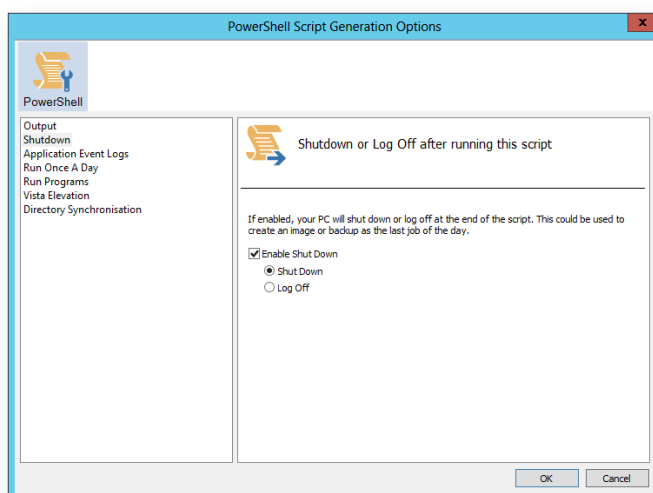 PowerShell Script Generation Options
x
PowerShell
Output
Shutdown
Application Event Logs
Run Once A Day
Run Programs
Vista Elevation
Directory Synchronisation
Shutdown or Log Off after running this script
If enabled, your PC will shut down or log off at the end of the script. This could be used to
create an image or backup as the last job of the day.
Enable Shut Down
Shut Down
Log Off
OK
Cancel